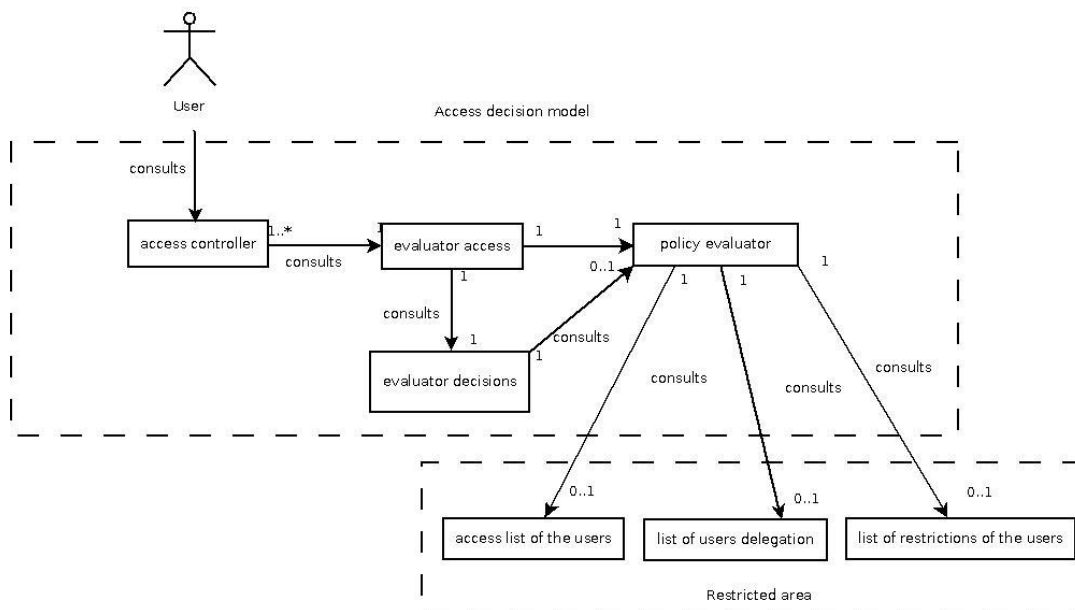 User
Access decision model
consults
access controller
1..*
consults
1
evaluator access
1
1
policy evaluator
1
consults
1
evaluator decisions
1
consults
0..1
1
1
1
consults
consults
consults
0..1
0..1
0..1
access list of the users
list of users delegation
list of restrictions of the users
Restricted area